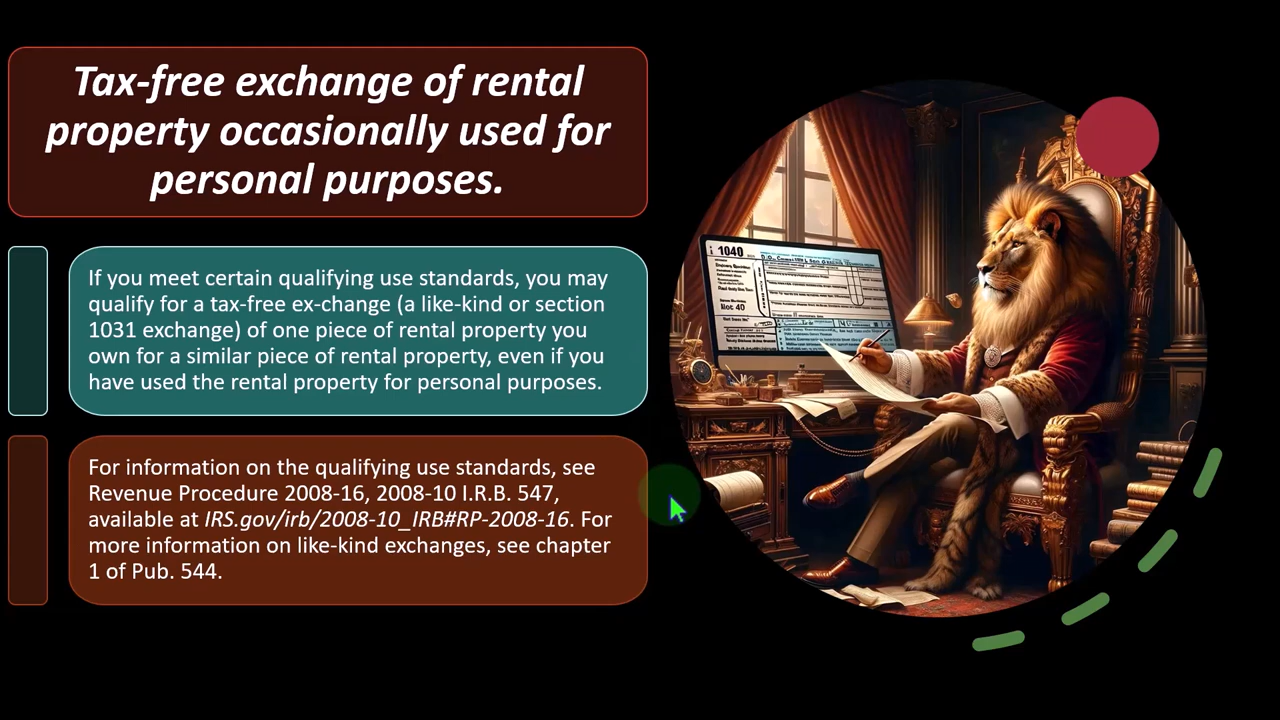 Tax-free exchange of rental
property occasionally used for
personal purposes.
If you meet certain qualifying use standards, you may
qualify for a tax-free ex-change (a like-kind or section
1031 exchange) of one piece of rental property you
own for a similar piece of rental property, even if you
have used the rental property for personal purposes.
For information on the qualifying use standards, see
Revenue Procedure 2008-16, 2008-10 I.R.B. 547,
available at IRS.gov/irb/2008-10_IRB#RP-2008-16. For
more information on like-kind exchanges, see chapter
1 of Pub. 544.
1040